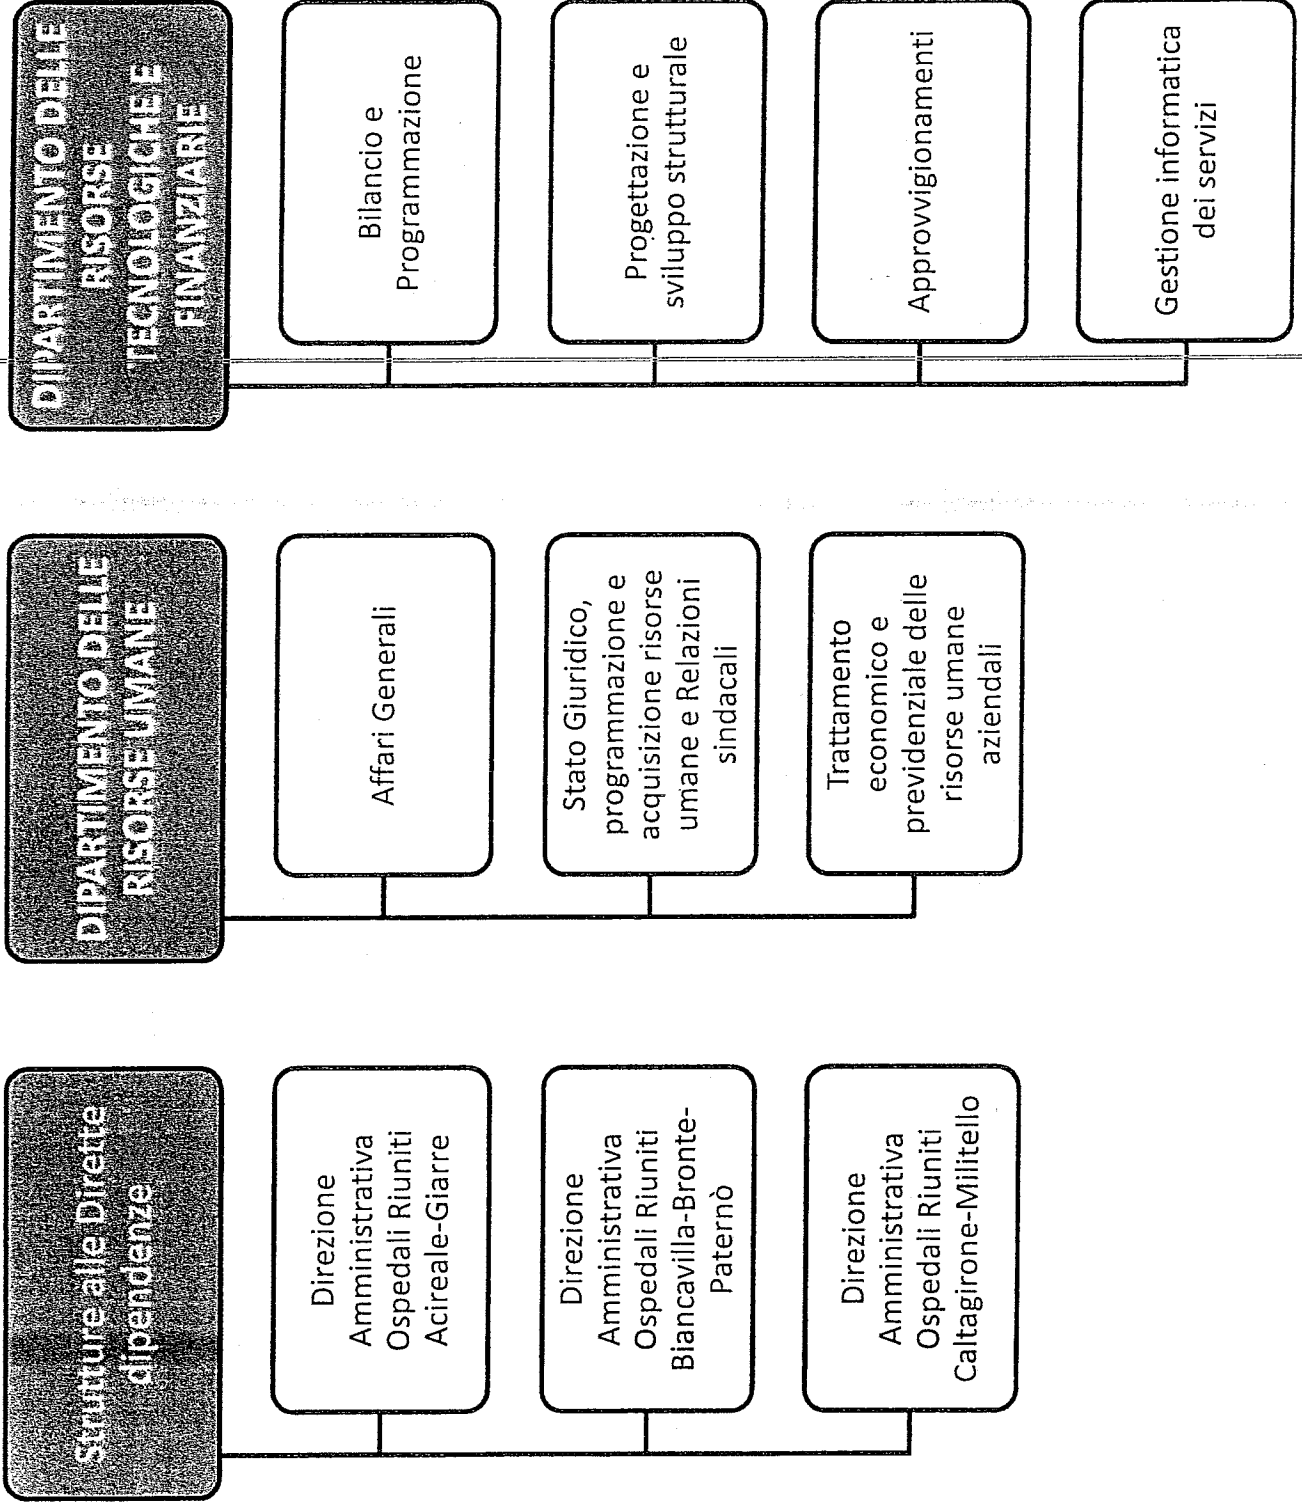 Strutture alle Dirette
dipendenze
Direzione
Amministrativa
Ospedali Riuniti
Acireale-Giarre
Direzione
Amministrativa
Ospedali Riuniti
Biancavilla-Bronte-
Paternò
Direzione
Amministrativa
Ospedali Riuniti
Caltagirone-Militello
DIPARTIMENTO DELLE
RISORSE UMANE
Affari Generali
Stato Giuridico,
programmazione e
acquisizione risorse
umane e Relazioni
sindacali
Trattamento
economico e
previdenziale delle
risorse umane
aziendali
DIPARTIMENTO DELLE
RISORSE
TECNOLOGICHE E
FINANZIARIE
Bilancio e
Programmazione
Progettazione e
sviluppo strutturale
Approvvigionamenti
Gestione informatica
dei servizi